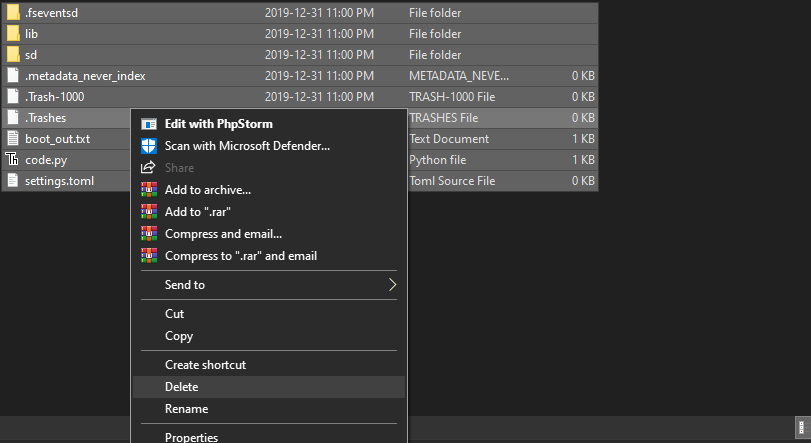 .fseventsd 2019-12-31 11:00 PM File folder
lib 2019-12-31 11:00 PM File folder
sd 2019-12-31 11:00 PM File folder
.metadata_never_index 2019-12-31 11:00 PM METADATA_NEVE... 0 KB
.Trash-1000 2019-12-31 11:00 PM TRASH-1000 File 0 KB
.Trashes TRASHES File 0 KB
boot_out.txt Text Document 1 KB
code.py Python file 1 KB
settings.toml Toml Source File 0 KB
Edit with PhpStorm
Scan with Microsoft Defender...
Share
Add to archive...
Add to ".rar"
Compress and email...
Compress to ".rar" and email
Send to
Cut
Copy
Create shortcut
Delete
Rename
Properties